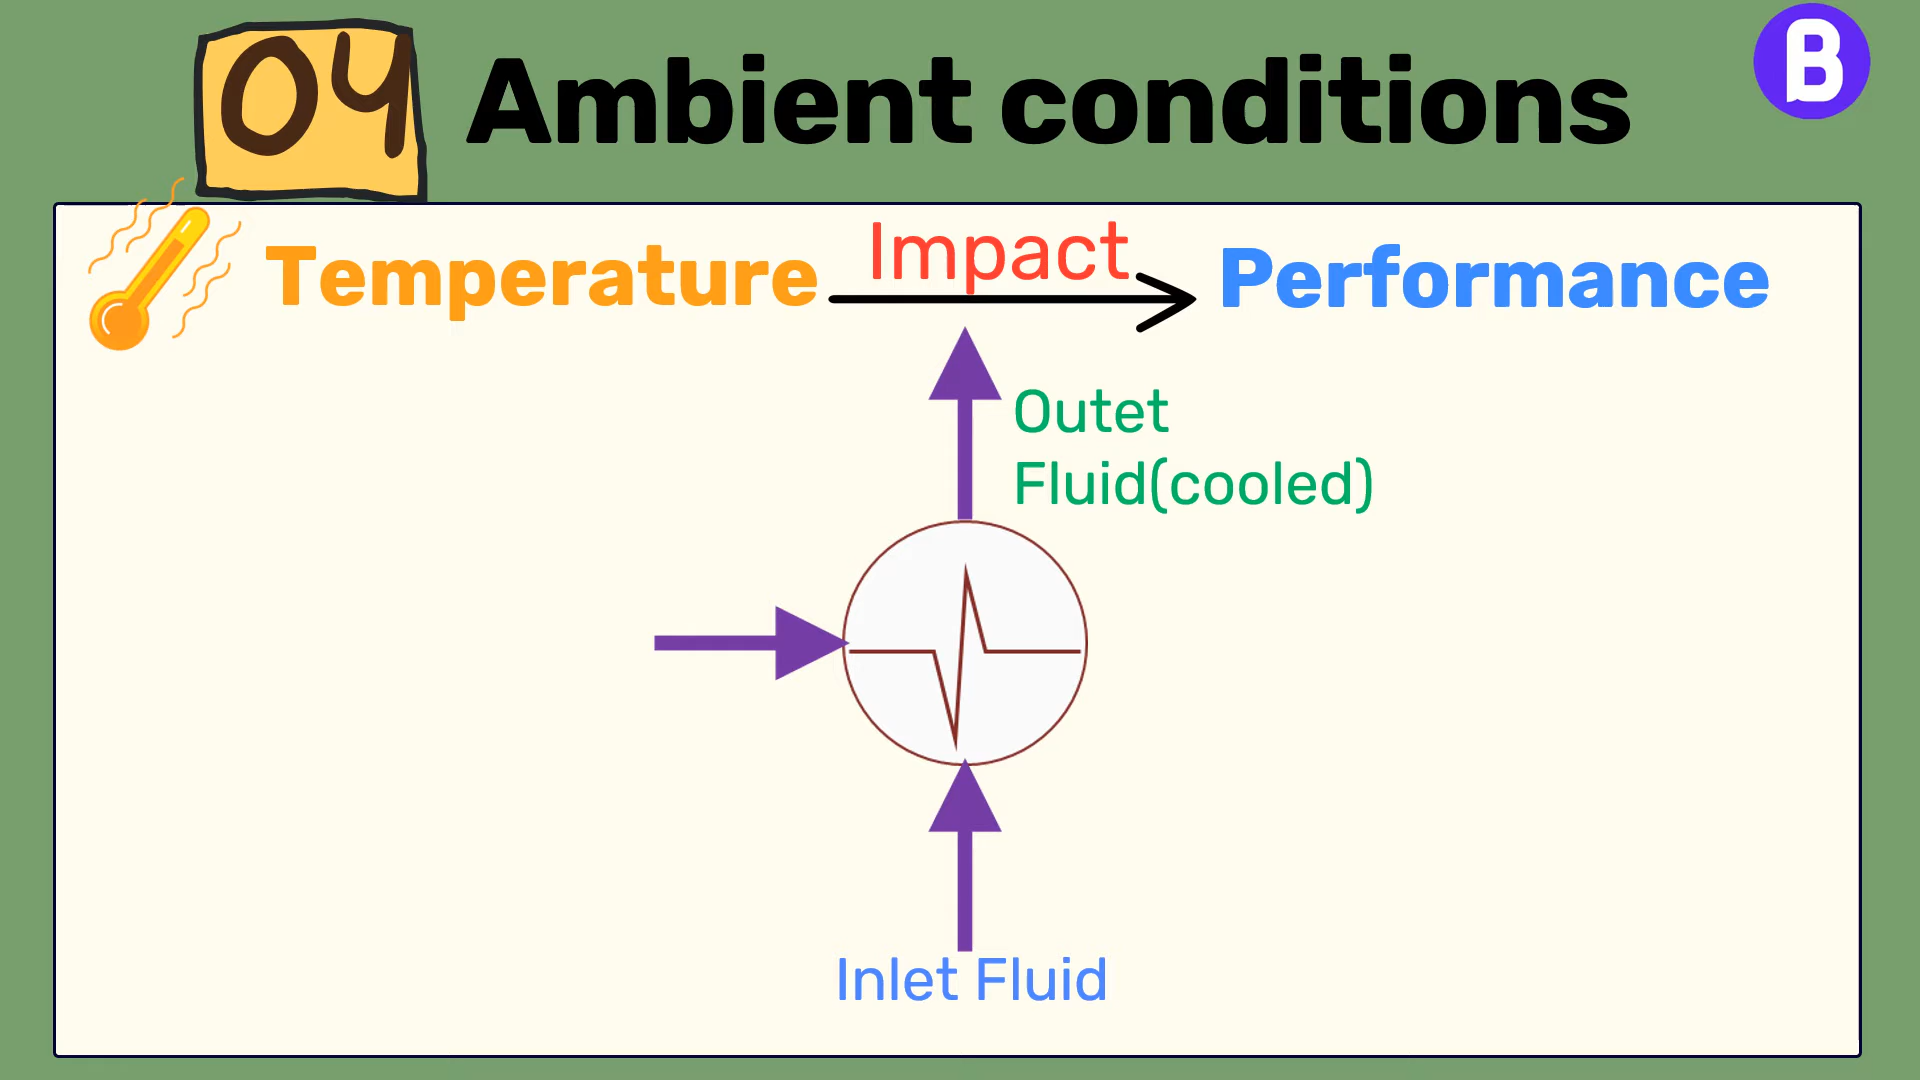 04
Ambient conditions
B
Temperature
Impact
Performance
Outet
Fluid(cooled)
Inlet Fluid